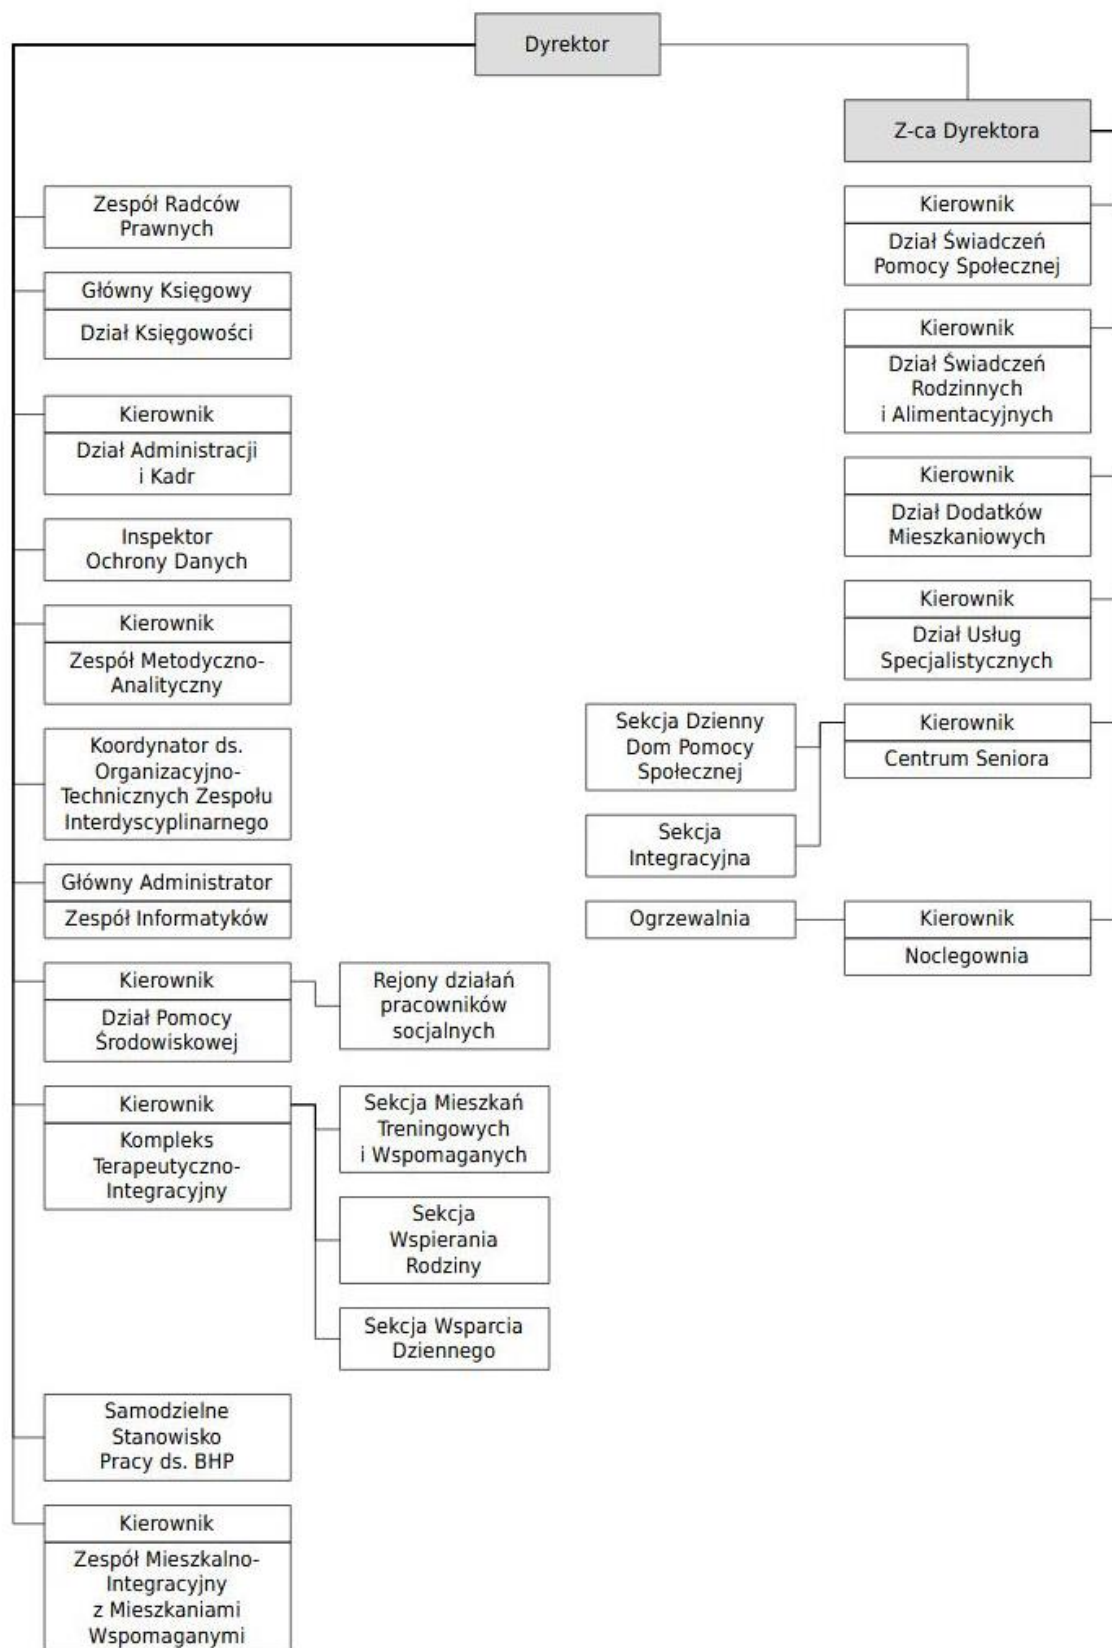 Dyrektor
Z-ca Dyrektora
Zespół Radców
Prawnych
Główny Księgowy
Dział Księgowości
Kierownik
Dział Administracji
i Kadr
Inspektor
Ochrony Danych
Kierownik
Zespół Metodyczno-
Analityczny
Koordynator ds.
Organizacyjno-
Technicznych Zespołu
Interdyscyplinarnego
Główny Administrator
Zespół Informatyków
Kierownik
Dział Pomocy
Środowiskowej
Rejony działań
pracowników
socjalnych
Kierownik
Kompleks
Terapeutyczno-
Integracyjny
Sekcja Mieszkań
Treningowych
i Wspomaganych
Sekcja
Wspierania
Rodziny
Sekcja Wsparcia
Dziennego
Samodzielne
Stanowisko
Pracy ds. BHP
Kierownik
Zespół Mieszkalno-
Integracyjny
z Mieszkaniami
Wspomaganymi
Kierownik
Dział Świadczeń
Pomocy Społecznej
Kierownik
Dział Świadczeń
Rodzinnych
i Alimentacyjnych
Kierownik
Dział Dodatków
Mieszkaniowych
Kierownik
Dział Usług
Specjalistycznych
Kierownik
Centrum Seniora
Sekcja Dzienny
Dom Pomocy
Społecznej
Sekcja
Integracyjna
Ogrzewalnia
Kierownik
Noclegownia